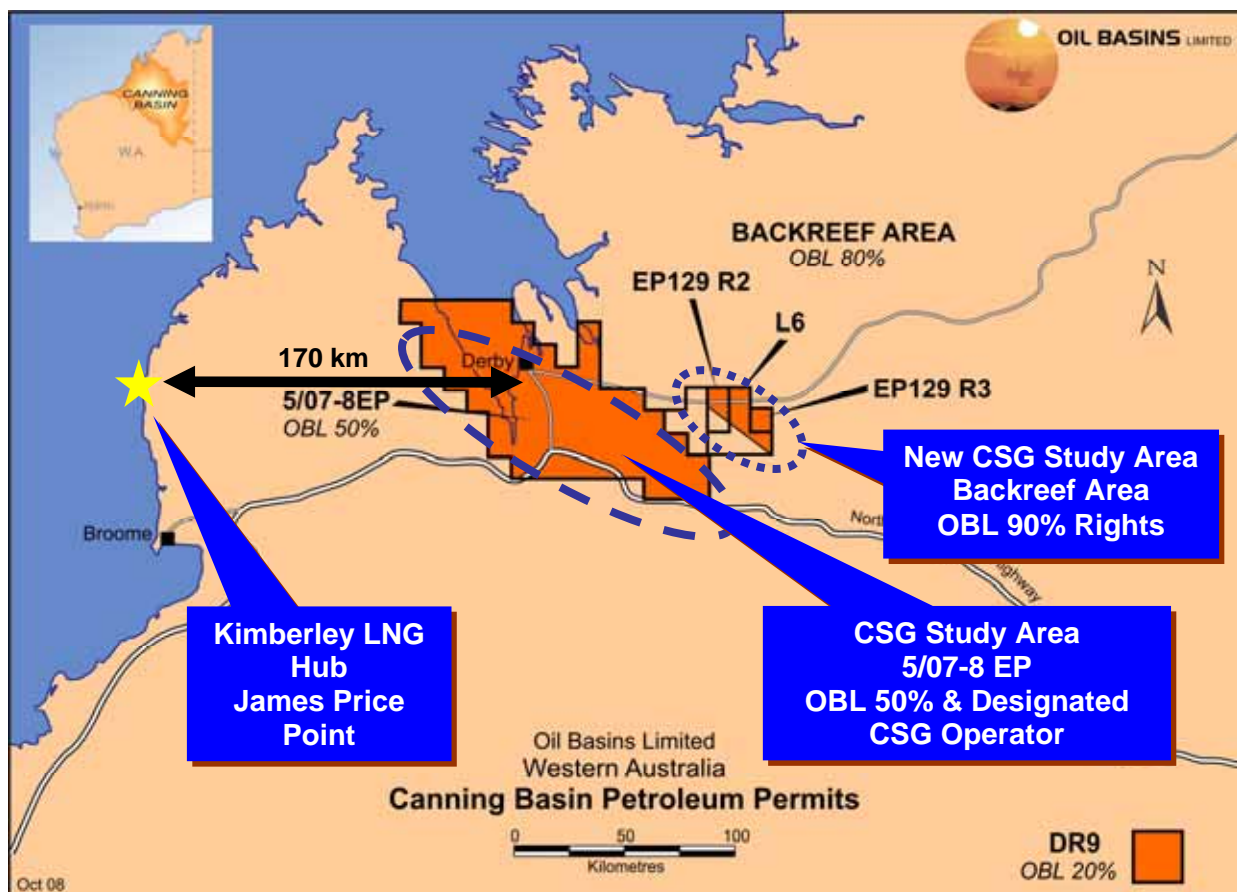 OIL BASINS LIMITED
CANNING
BASIN
W.A.
PERTH
BACKREEF AREA
OBL 80%
EP129 R2
L6
EP129 R3
N
170 km
Derby
5/07-8EP
OBL 50%
Broome
New CSG Study Area
Backreef Area
OBL 90% Rights
Kimberley LNG
Hub
James Price
Point
CSG Study Area
5/07-8 EP
OBL 50% & Designated
CSG Operator
Oil Basins Limited
Western Australia
Canning Basin Petroleum Permits
0 50 100
Kilometres
DR9
OBL 20%
Oct 08